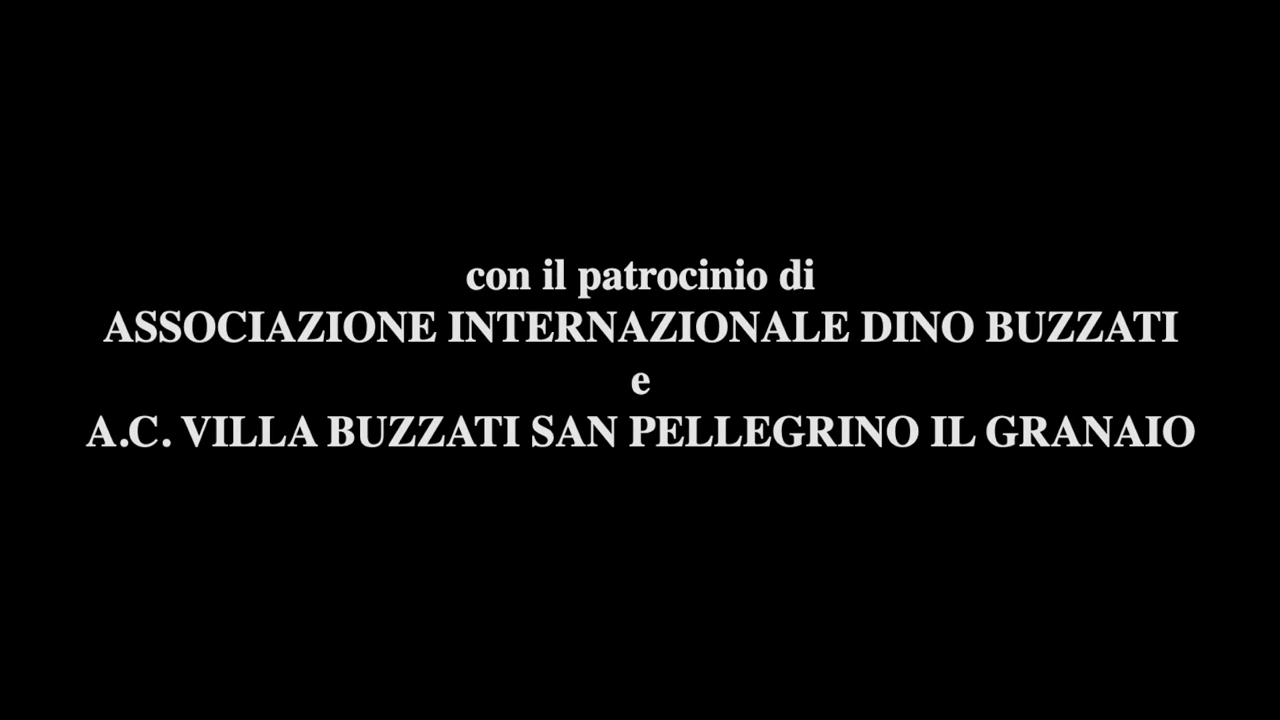 con il patrocinio di
ASSOCIAZIONE INTERNAZIONALE DINO BUZZATI
e
A.C. VILLA BUZZATI SAN PELLEGRINO IL GRANAIO